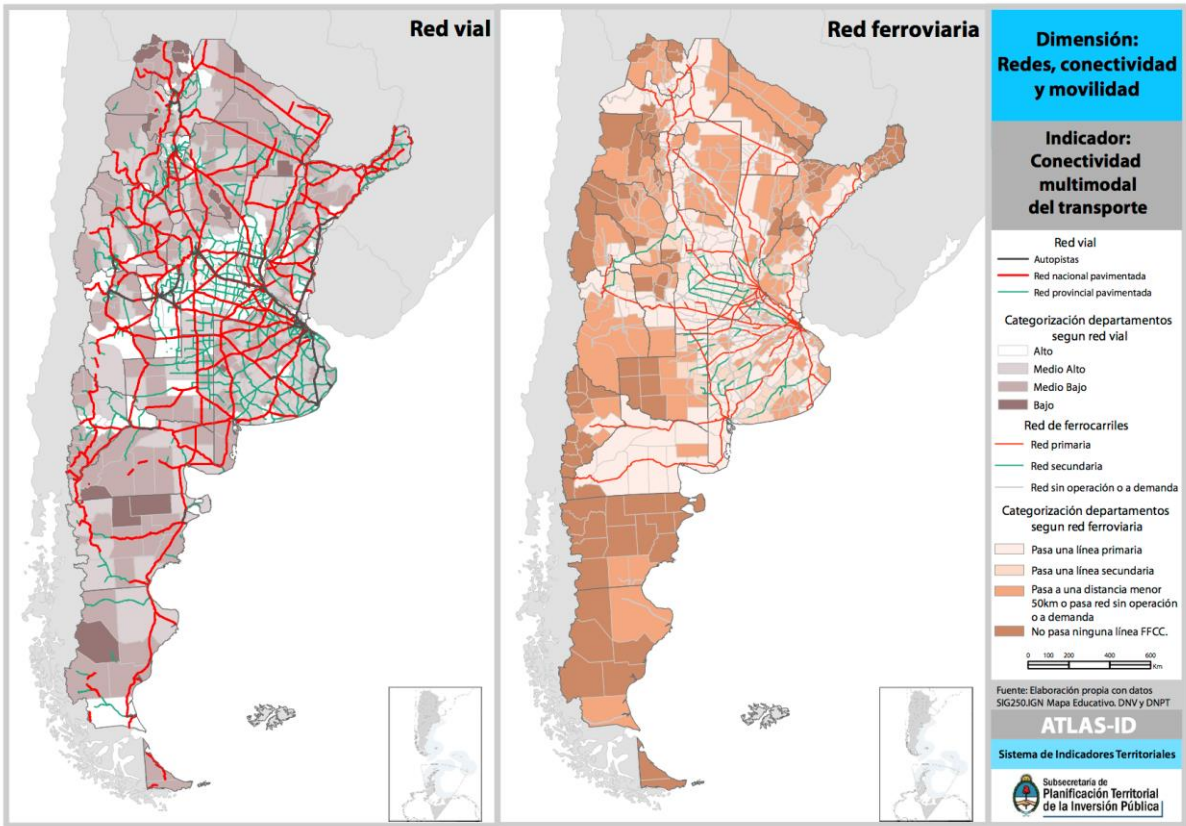 Red vial
Red ferroviaria
Dimensión:
Redes, conectividad
y movilidad
Indicador:
Conectividad
multimodal
del transporte
Red vial
Autopistas
Red nacional pavimentada
Red provincial pavimentada
Categorización departamentos
segun red vial
Alto
Medio Alto
Medio Bajo
Bajo
Red de ferrocarriles
Red primaria
Red secundaria
Red sin operación o a demanda
Categorización departamentos
segun red ferroviaria
Pasa una línea primaria
Pasa una línea secundaria
Pasa a una distancia menor
50km o pasa red sin operación
o a demanda
No pasa ninguna línea FFCC.
0 100 200 400 600
Km
Fuente: Elaboración propia con datos
SIG250.IGN Mapa Educativo. DNV y DNPT
ATLAS-ID
Sistema de Indicadores Territoriales
Subsecretaría de
Planificación Territorial
de la Inversión Pública